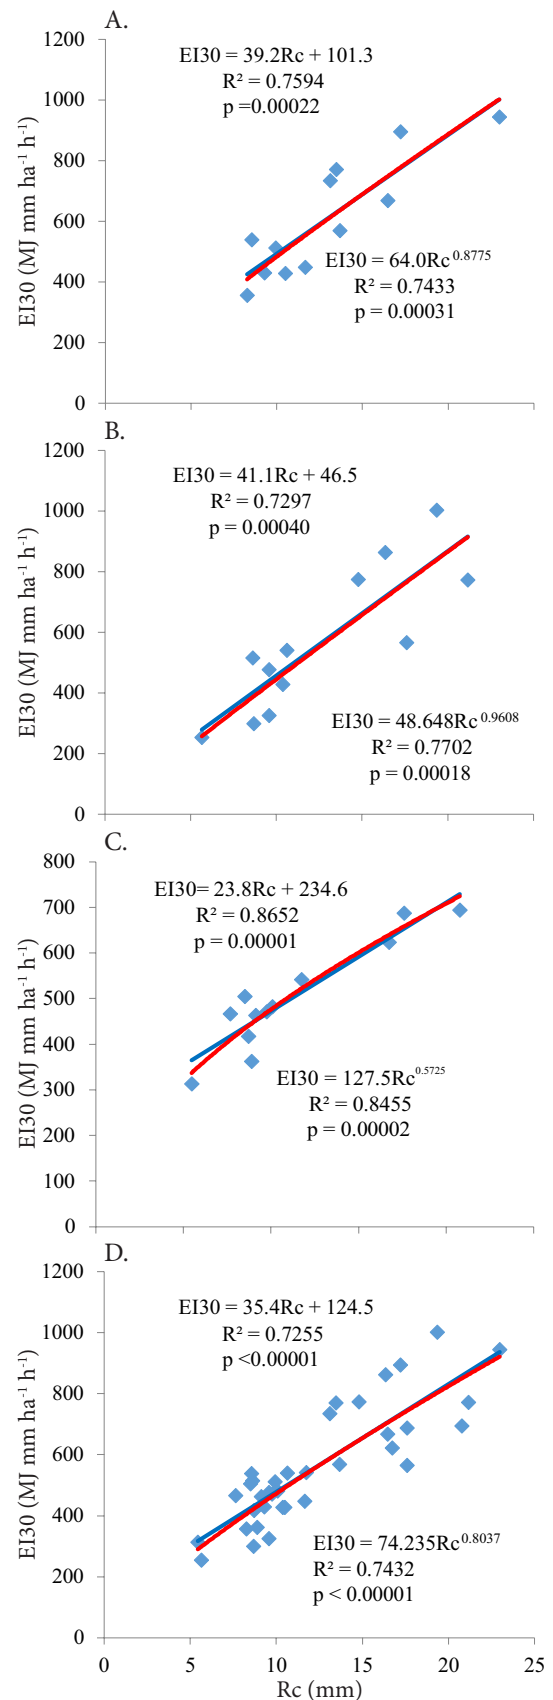 A.
1200
1000
800
600
400
200
0
EI30 (MJ mm ha⁻¹ h⁻¹)
EI30 = 39.2Rc + 101.3
R² = 0.7594
p =0.00022
EI30 = 64.0Rc^0.8775
R² = 0.7433
p = 0.00031
B.
1200
1000
800
600
400
200
0
EI30 (MJ mm ha⁻¹ h⁻¹)
EI30 = 41.1Rc + 46.5
R² = 0.7297
p = 0.00040
EI30 = 48.648Rc^0.9608
R² = 0.7702
p = 0.00018
C.
800
700
600
500
400
300
200
100
0
EI30 (MJ mm ha⁻¹ h⁻¹)
EI30= 23.8Rc + 234.6
R² = 0.8652
p = 0.00001
EI30 = 127.5Rc^0.5725
R² = 0.8455
p = 0.00002
D.
1200
1000
800
600
400
200
0
EI30 (MJ mm ha⁻¹ h⁻¹)
EI30 = 35.4Rc + 124.5
R² = 0.7255
p <0.00001
EI30 = 74.235Rc^0.8037
R² = 0.7432
p < 0.00001
0 5 10 15 20 25
Rc (mm)